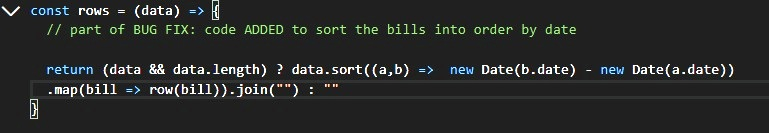 const rows = (data) => {
// part of BUG FIX: code ADDED to sort the bills into order by date
return (data && data.length) ? data.sort((a,b) =>  new Date(b.date) - new Date(a.date))
.map(bill => row(bill)).join("") : ""
}